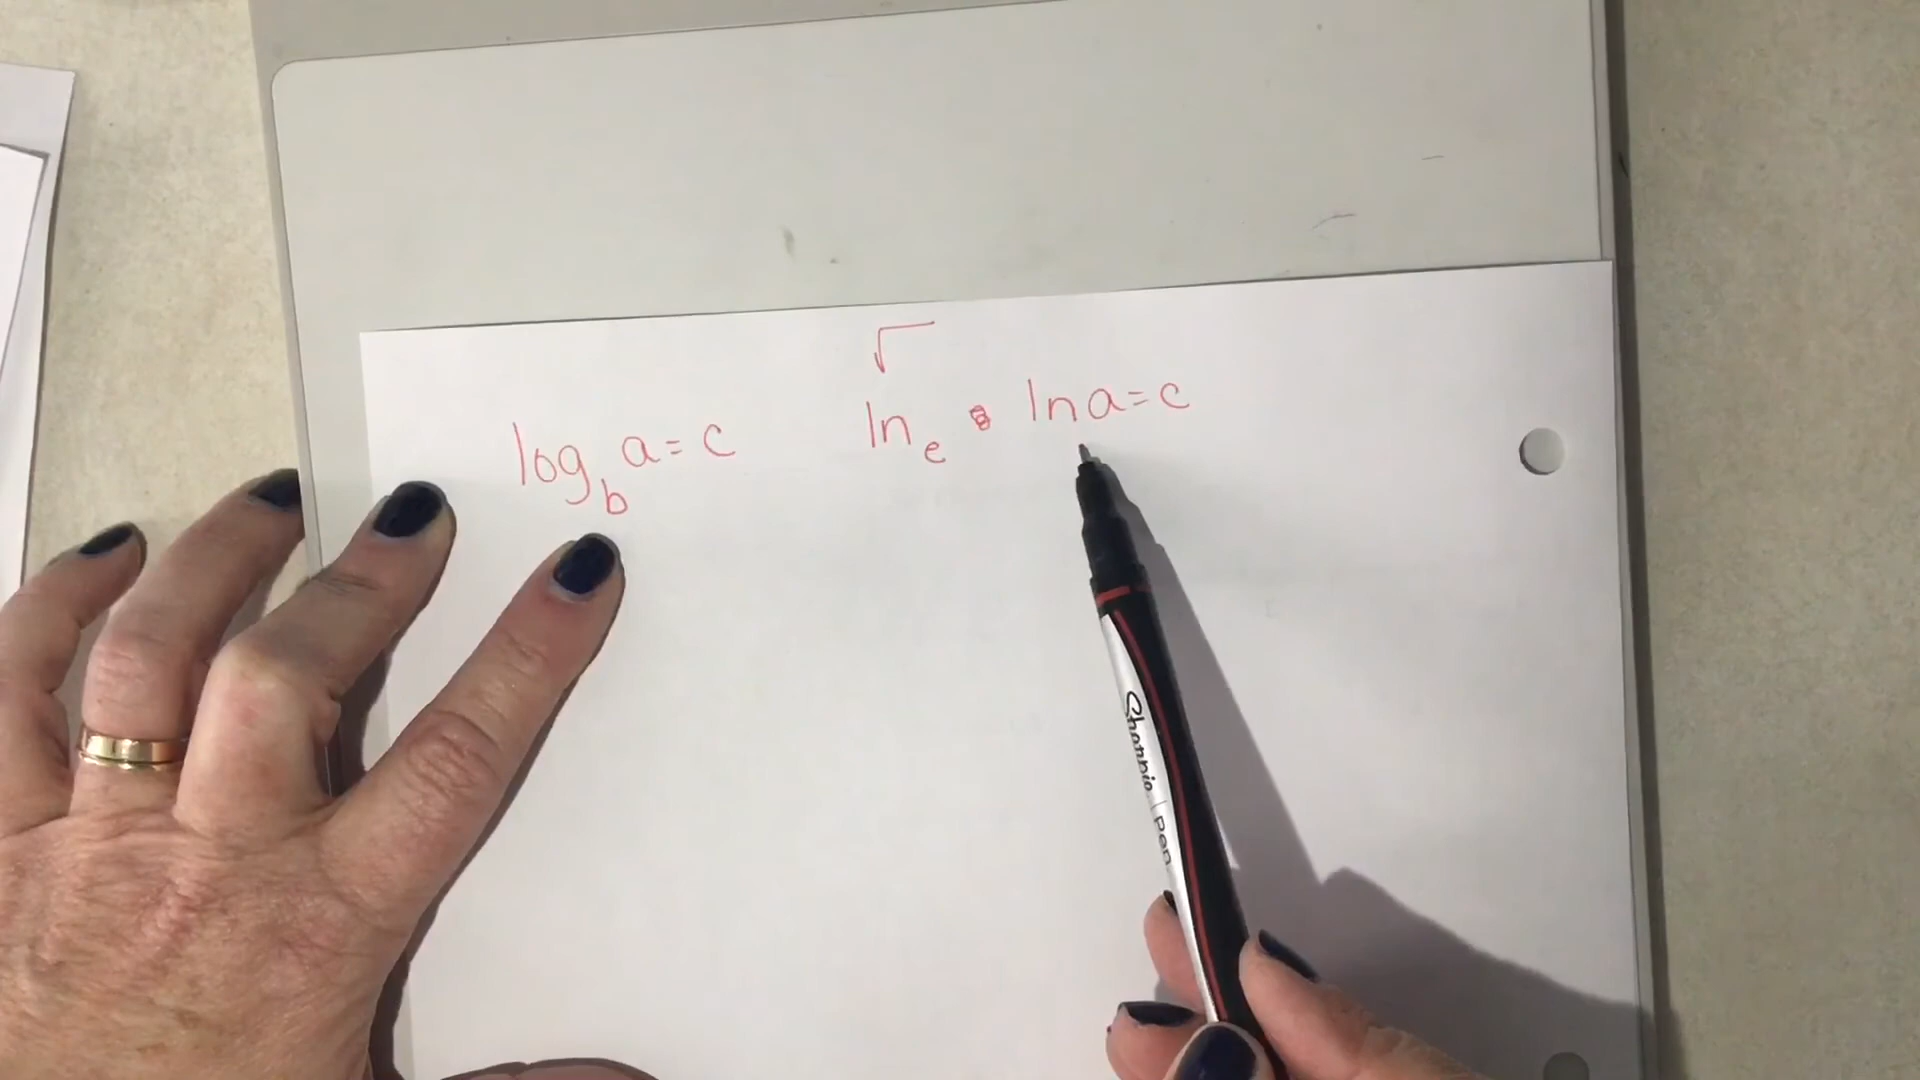 √
log_b a = c    ln_e    ln a = c
Sharpie | Pen